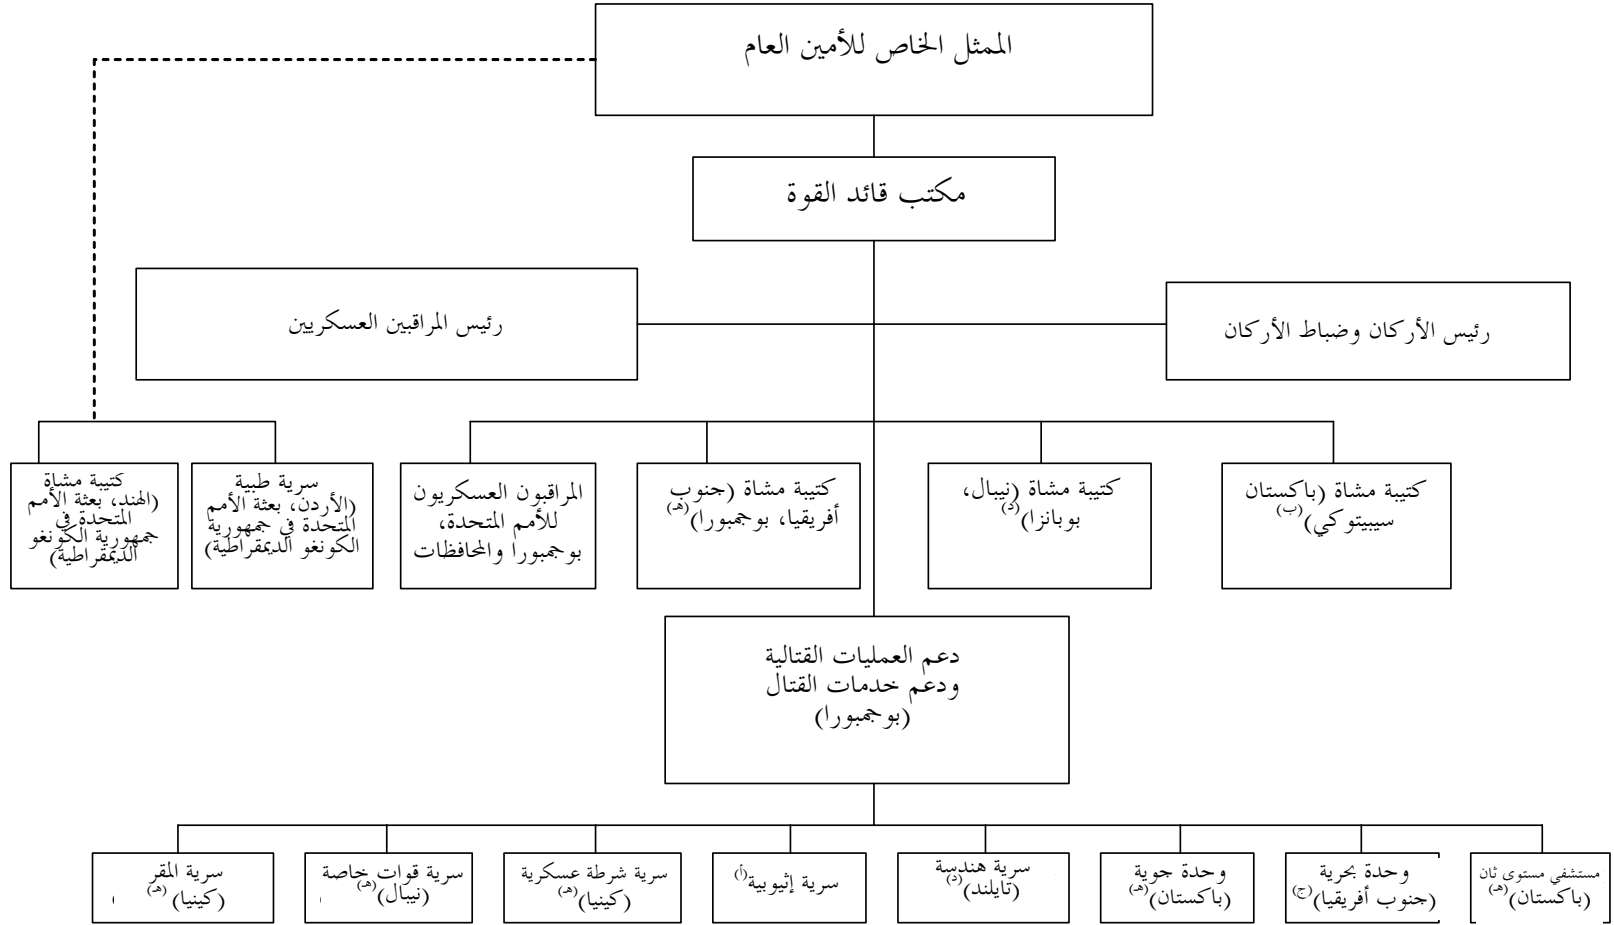 الممثل الخاص للأمين العام
مكتب قائد القوة
رئيس الأركان وضباط الأركان
رئيس المراقبين العسكريين
كتيبة مشاة (باكستان
سيبيتوكي)(ب)
كتيبة مشاة (نيبال،
بوبانزا)(د)
كتيبة مشاة (جنوب
أفريقيا، بوجمبورا)(هـ)
المراقبون العسكريون
للأمم المتحدة،
بوجمبورا والمحافظات
سرية طبية
(الأردن، بعثة الأمم
المتحدة في جمهورية
الكونغو الديمقراطية)
كتيبة مشاة
(الهند، بعثة الأمم
المتحدة في
جمهورية الكونغو
الديمقراطية)
دعم العمليات القتالية
ودعم خدمات القتال
(بوجمبورا)
مستشفي مستوى ثان
(باكستان)(هـ)
وحدة بحرية
(جنوب أفريقيا)(ج)
وحدة جوية
(باكستان)(هـ)
سرية هندسة
(تايلند)(د)
سرية إثيوبية(أ)
سرية شرطة عسكرية
(كينيا)(هـ)
سرية قوات خاصة
(نيبال)(هـ)
سرية المقر
(كينيا)(هـ)